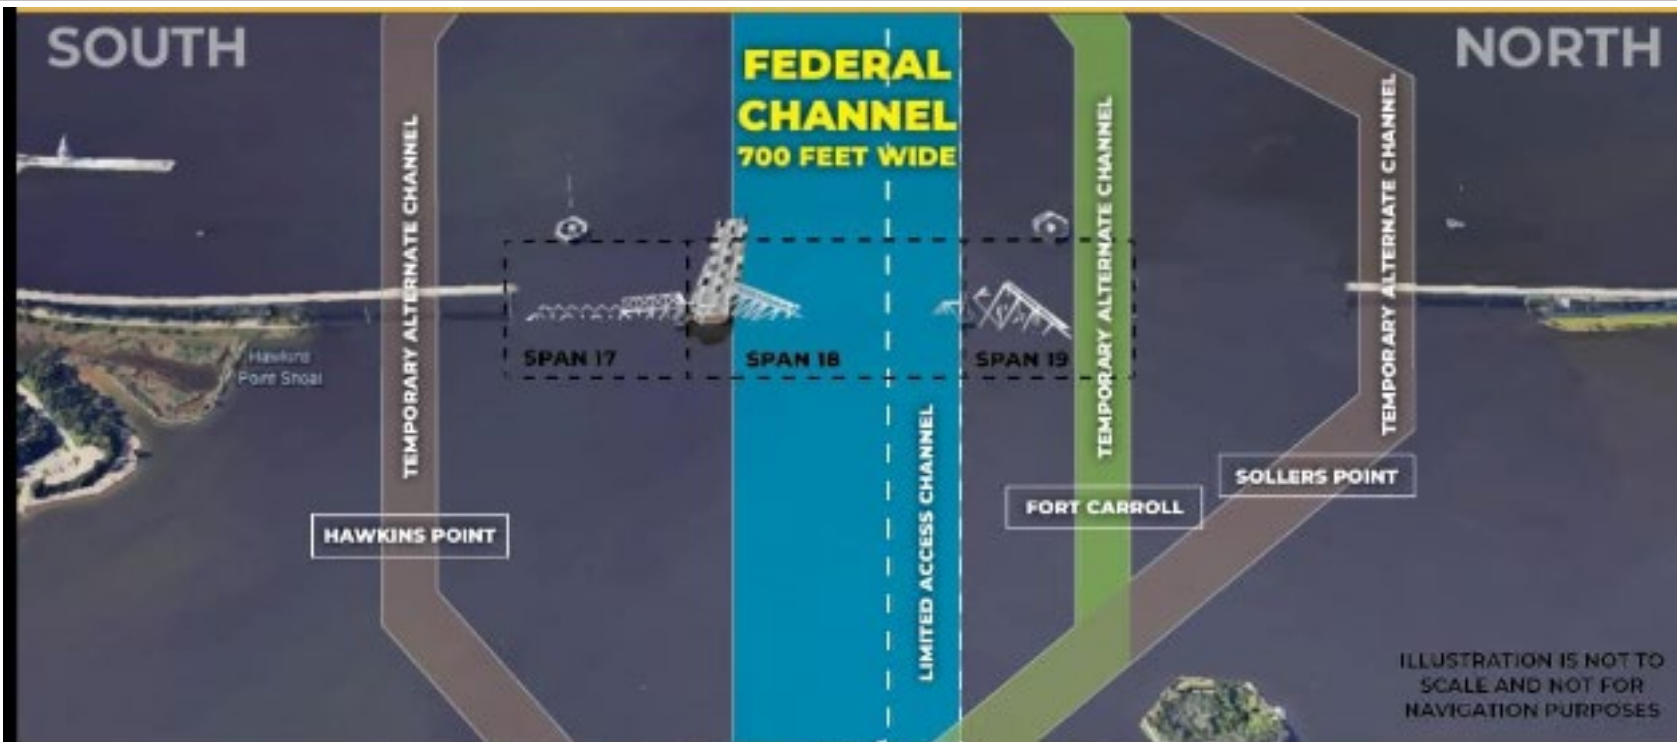 SOUTH
NORTH
FEDERAL
CHANNEL
700 FEET WIDE
TEMPORARY ALTERNATE CHANNEL
TEMPORARY ALTERNATE CHANNEL
TEMPORARY ALTERNATE CHANNEL
Hawkins
Point Shoal
SPAN 17
SPAN 18
SPAN 19
LIMITED ACCESS CHANNEL
HAWKINS POINT
FORT CARROLL
SOLLERS POINT
ILLUSTRATION IS NOT TO
SCALE AND NOT FOR
NAVIGATION PURPOSES